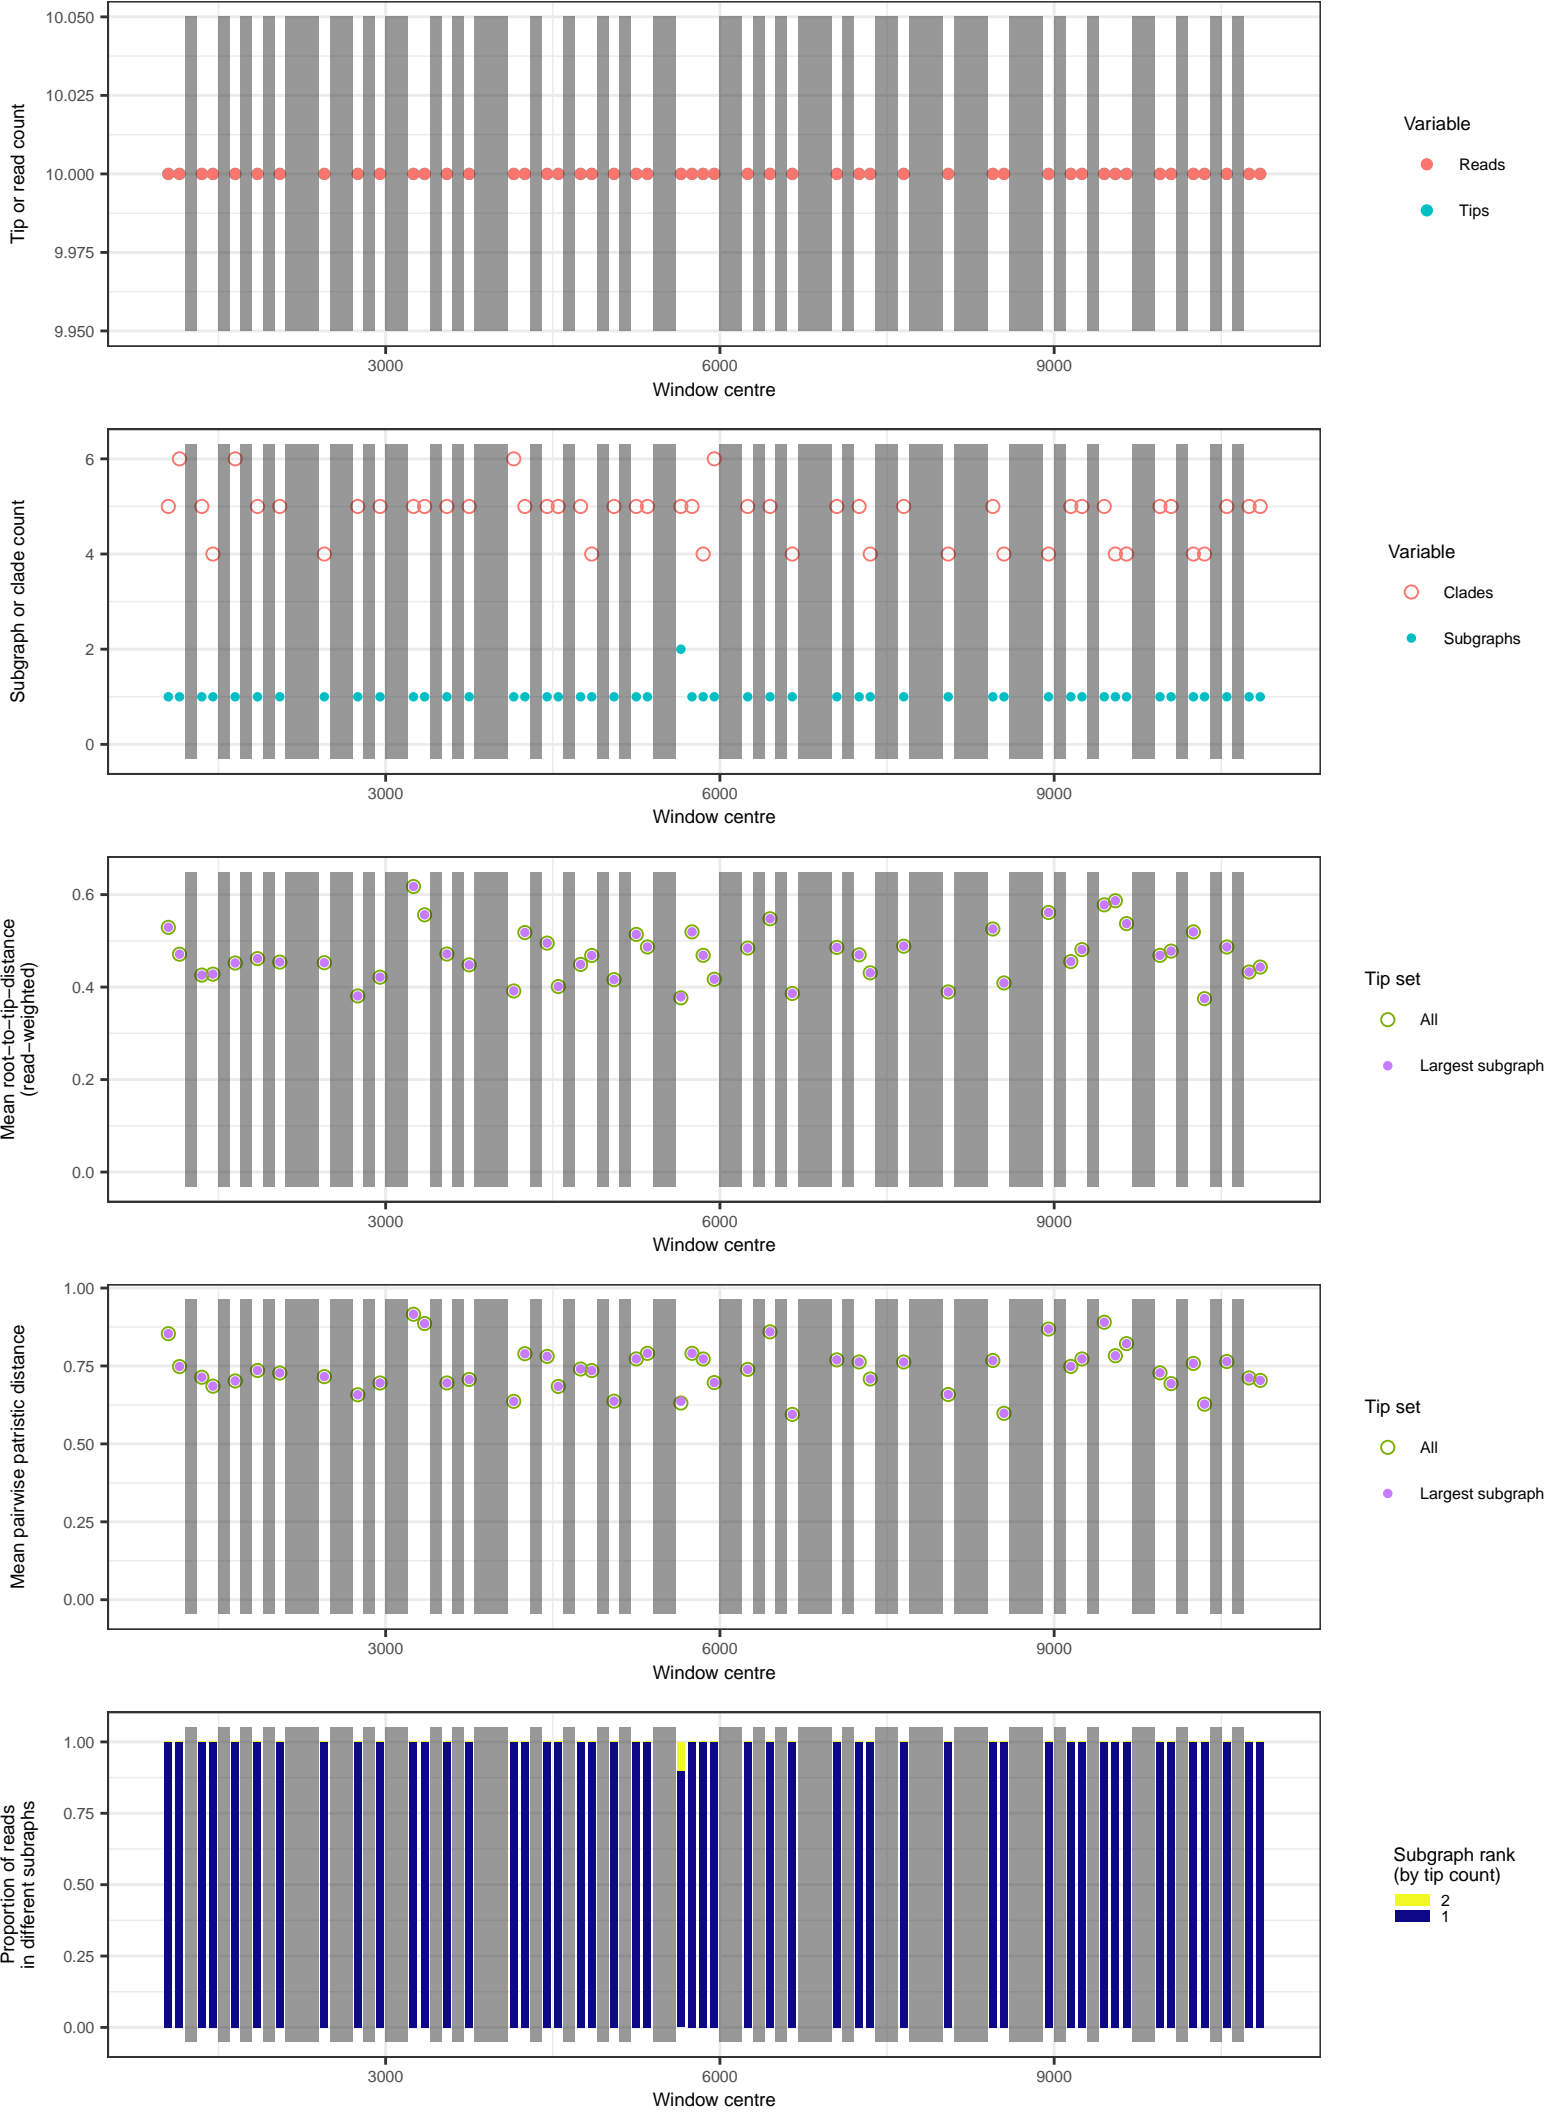 10.050
10.025
10.000
9.975
9.950
Tip or read count
3000
6000
9000
Window centre
Variable
Reads
Tips
6
4
2
0
Subgraph or clade count
3000
6000
9000
Window centre
Variable
Clades
Subgraphs
0.6
0.4
0.2
0.0
Mean root−to−tip−distance
(read−weighted)
3000
6000
9000
Window centre
Tip set
All
Largest subgraph
1.00
0.75
0.50
0.25
0.00
Mean pairwise patristic distance
3000
6000
9000
Window centre
Tip set
All
Largest subgraph
1.00
0.75
0.50
0.25
0.00
Proportion of reads
in different subraphs
3000
6000
9000
Window centre
Subgraph rank
(by tip count)
2
1